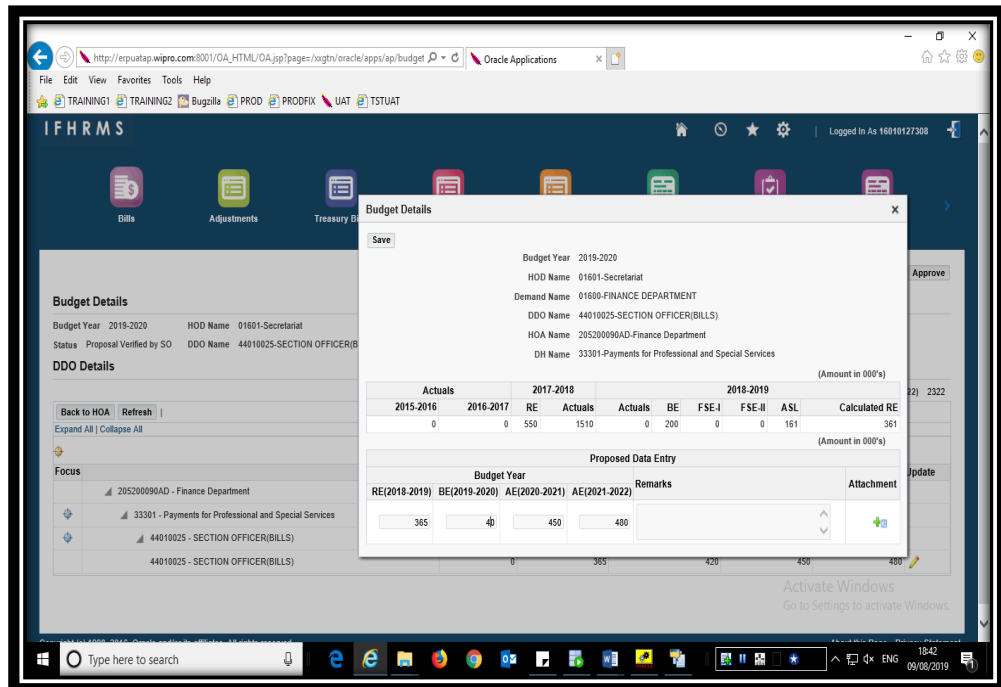 http://erpuatap.wipro.com:8001/OA_HTML/OA.jsp?page=/xxgtn/oracle/apps/ap/budget
Oracle Applications
File Edit View Favorites Tools Help
TRAINING1 TRAINING2 Bugzilla PROD PRODFIX UAT TSTUAT
IFHRMS
Logged In As 16010127308
Bills Adjustments Treasury Bi
Budget Details
Save
Budget Year 2019-2020
HOD Name 01601-Secretariat
Demand Name 01600-FINANCE DEPARTMENT
DDO Name 44010025-SECTION OFFICER(BILLS)
HOA Name 205200090AD-Finance Department
DH Name 33301-Payments for Professional and Special Services
(Amount in 000's)
Actuals 2017-2018 2018-2019
2015-2016 2016-2017 RE Actuals Actuals BE FSE-I FSE-II ASL Calculated RE
0 0 550 1510 0 200 0 0 161 361
(Amount in 000's)
Proposed Data Entry
Budget Year Remarks Attachment
RE(2018-2019) BE(2019-2020) AE(2020-2021) AE(2021-2022)
365 40 450 480
Approve
Budget Details
Budget Year 2019-2020 HOD Name 01601-Secretariat
Status Proposal Verified by SO DDO Name 44010025-SECTION OFFICER(B
DDO Details
22) 2322
Back to HOA Refresh |
Expand All | Collapse All
Focus Update
205200090AD - Finance Department
33301 - Payments for Professional and Special Services
44010025 - SECTION OFFICER(BILLS)
44010025 - SECTION OFFICER(BILLS) 0 365 420 450 480
Activate Windows
Go to Settings to activate Windows.
Type here to search
ENG
18:42
09/08/2019